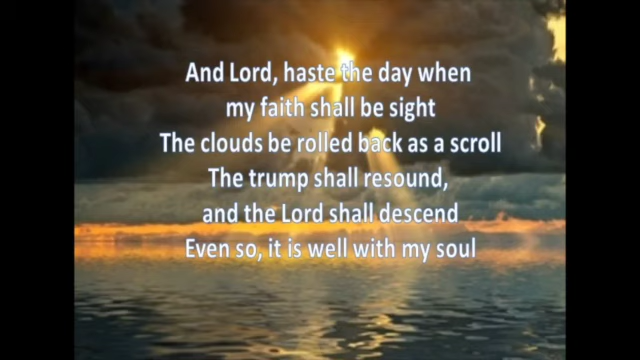 And Lord, haste the day when
my faith shall be sight
The clouds be rolled back as a scroll
The trump shall resound,
and the Lord shall descend
Even so, it is well with my soul